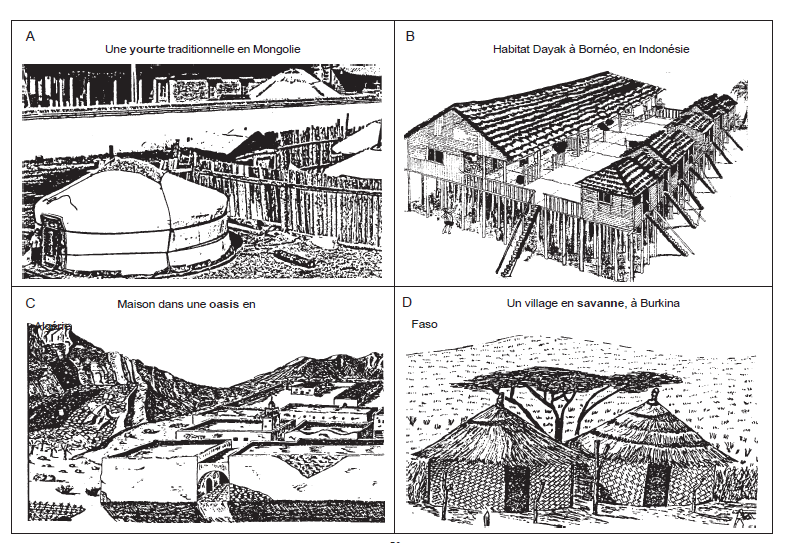 A
Une yourte traditionnelle en Mongolie
B
Habitat Dayak à Bornéo, en Indonésie
C
Maison dans une oasis en
Algérie
D
Un village en savanne, à Burkina
Faso